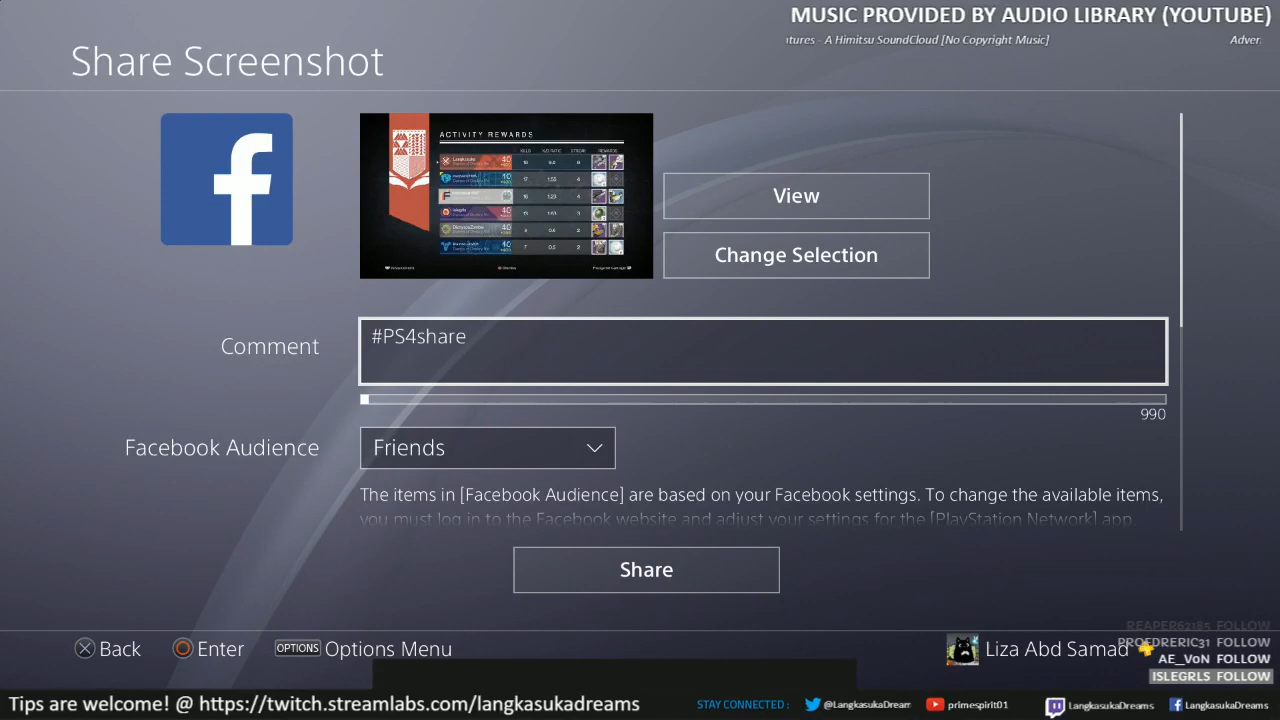 MUSIC PROVIDED BY AUDIO LIBRARY (YOUTUBE)
tures - A Himitsu SoundCloud [No Copyright Music] Adver
Share Screenshot
ACTIVITY REWARDS
View
Change Selection
Comment
#PS4share
990
Facebook Audience
Friends
The items in [Facebook Audience] are based on your Facebook settings. To change the available items,
you must log in to the Facebook website and adjust your settings for the [PlayStation Network] app.
Share
Back
Enter
OPTIONS Options Menu
Liza Abd Samad
REAPER62185 FOLLOW
PROEDRERIC31 FOLLOW
AE_VoN FOLLOW
ISLEGRLS FOLLOW
Tips are welcome! @ https://twitch.streamlabs.com/langkasukadreams
STAY CONNECTED :
@LangkasukaDream
primespirit01
LangkasukaDreams
LangkasukaDreams